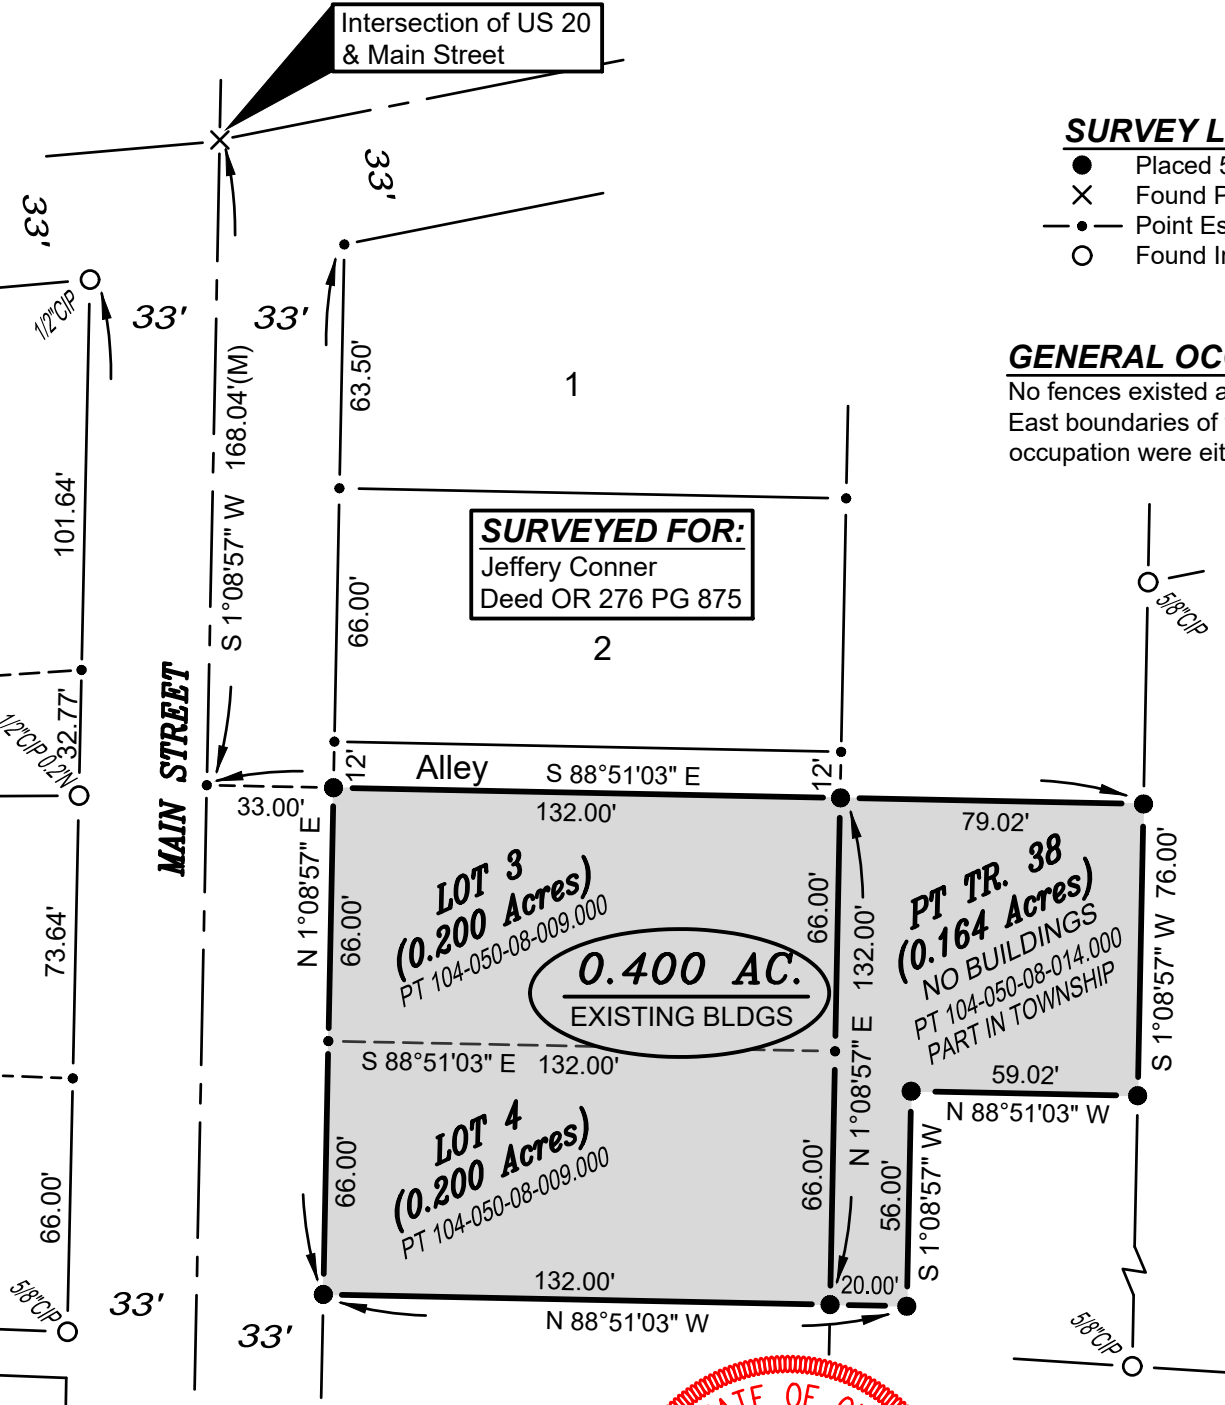 Intersection of US 20
& Main Street
SURVEY L
Placed 5
Found P
Point Es
Found I
33'
33'
1/2"CIP
33'
33'
S 1°08'57" W 168.04'(M)
63.50'
1
GENERAL OC
No fences existed a
East boundaries of
occupation were eit
101.64'
SURVEYED FOR:
Jeffery Conner
Deed OR 276 PG 875
66.00'
2
5/8"CIP
MAIN STREET
32.77'
1/2"CIP 0.2'N
12'
Alley
S 88°51'03" E
12'
33.00'
132.00'
79.02'
N 1°08'57" E
66.00'
LOT 3
(0.200 Acres)
PT 104-050-08-009.000
66.00'
N 1°08'57" E 132.00'
PT TR. 38
(0.164 Acres)
NO BUILDINGS
PT 104-050-08-014.000
PART IN TOWNSHIP
S 1°08'57" W 76.00'
73.64'
0.400 AC.
EXISTING BLDGS
S 88°51'03" E 132.00'
59.02'
N 88°51'03" W
66.00'
66.00'
LOT 4
(0.200 Acres)
PT 104-050-08-009.000
66.00'
56.00'
S 1°08'57" W
5/8"CIP
33'
33'
132.00'
N 88°51'03" W
20.00'
5/8"CIP
ATE OF